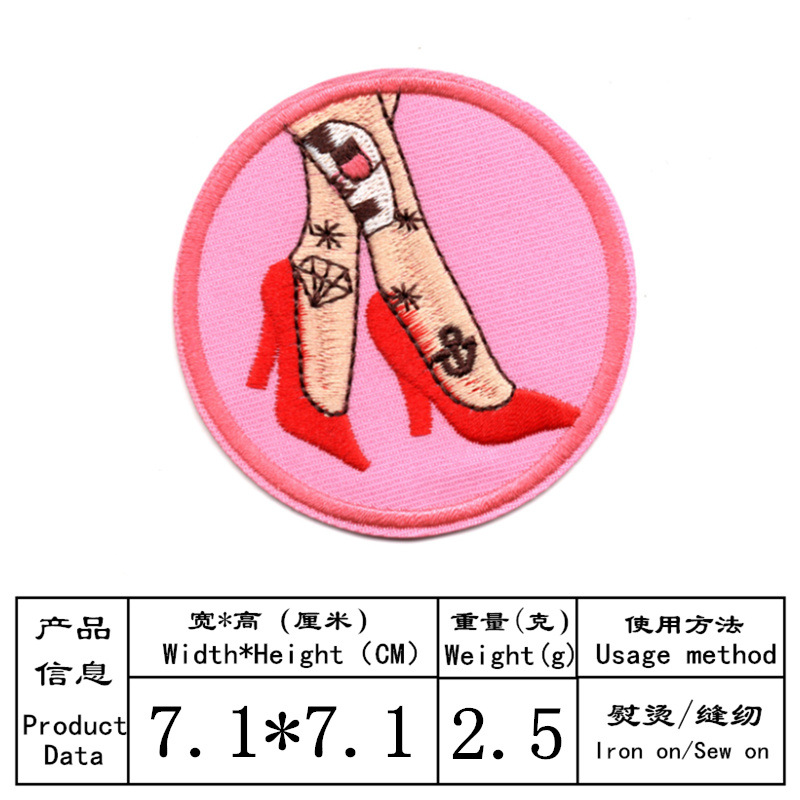 产品
信息
Product
Data
宽*高 (厘米)
Width*Height (CM)
7.1*7.1
重量(克)
Weight(g)
2.5
使用方法
Usage method
熨烫/缝纫
Iron on/Sew on